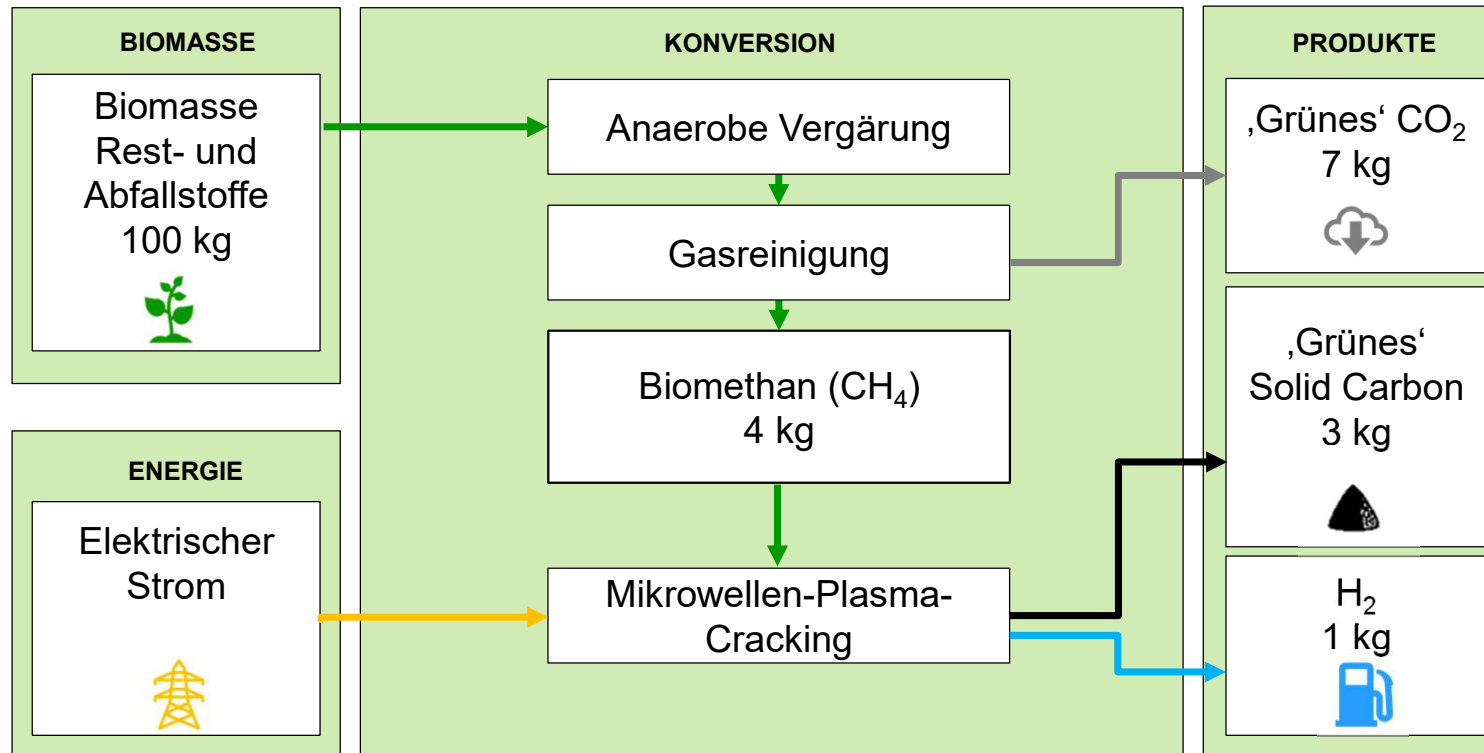 BIOMASSE
Biomasse
Rest- und
Abfallstoffe
100 kg
ENERGIE
Elektrischer
Strom
KONVERSION
Anaerobe Vergärung
Gasreinigung
Biomethan (CH₄)
4 kg
Mikrowellen-Plasma-
Cracking
PRODUKTE
‚Grünes‘ CO₂
7 kg
‚Grünes‘
Solid Carbon
3 kg
H₂
1 kg